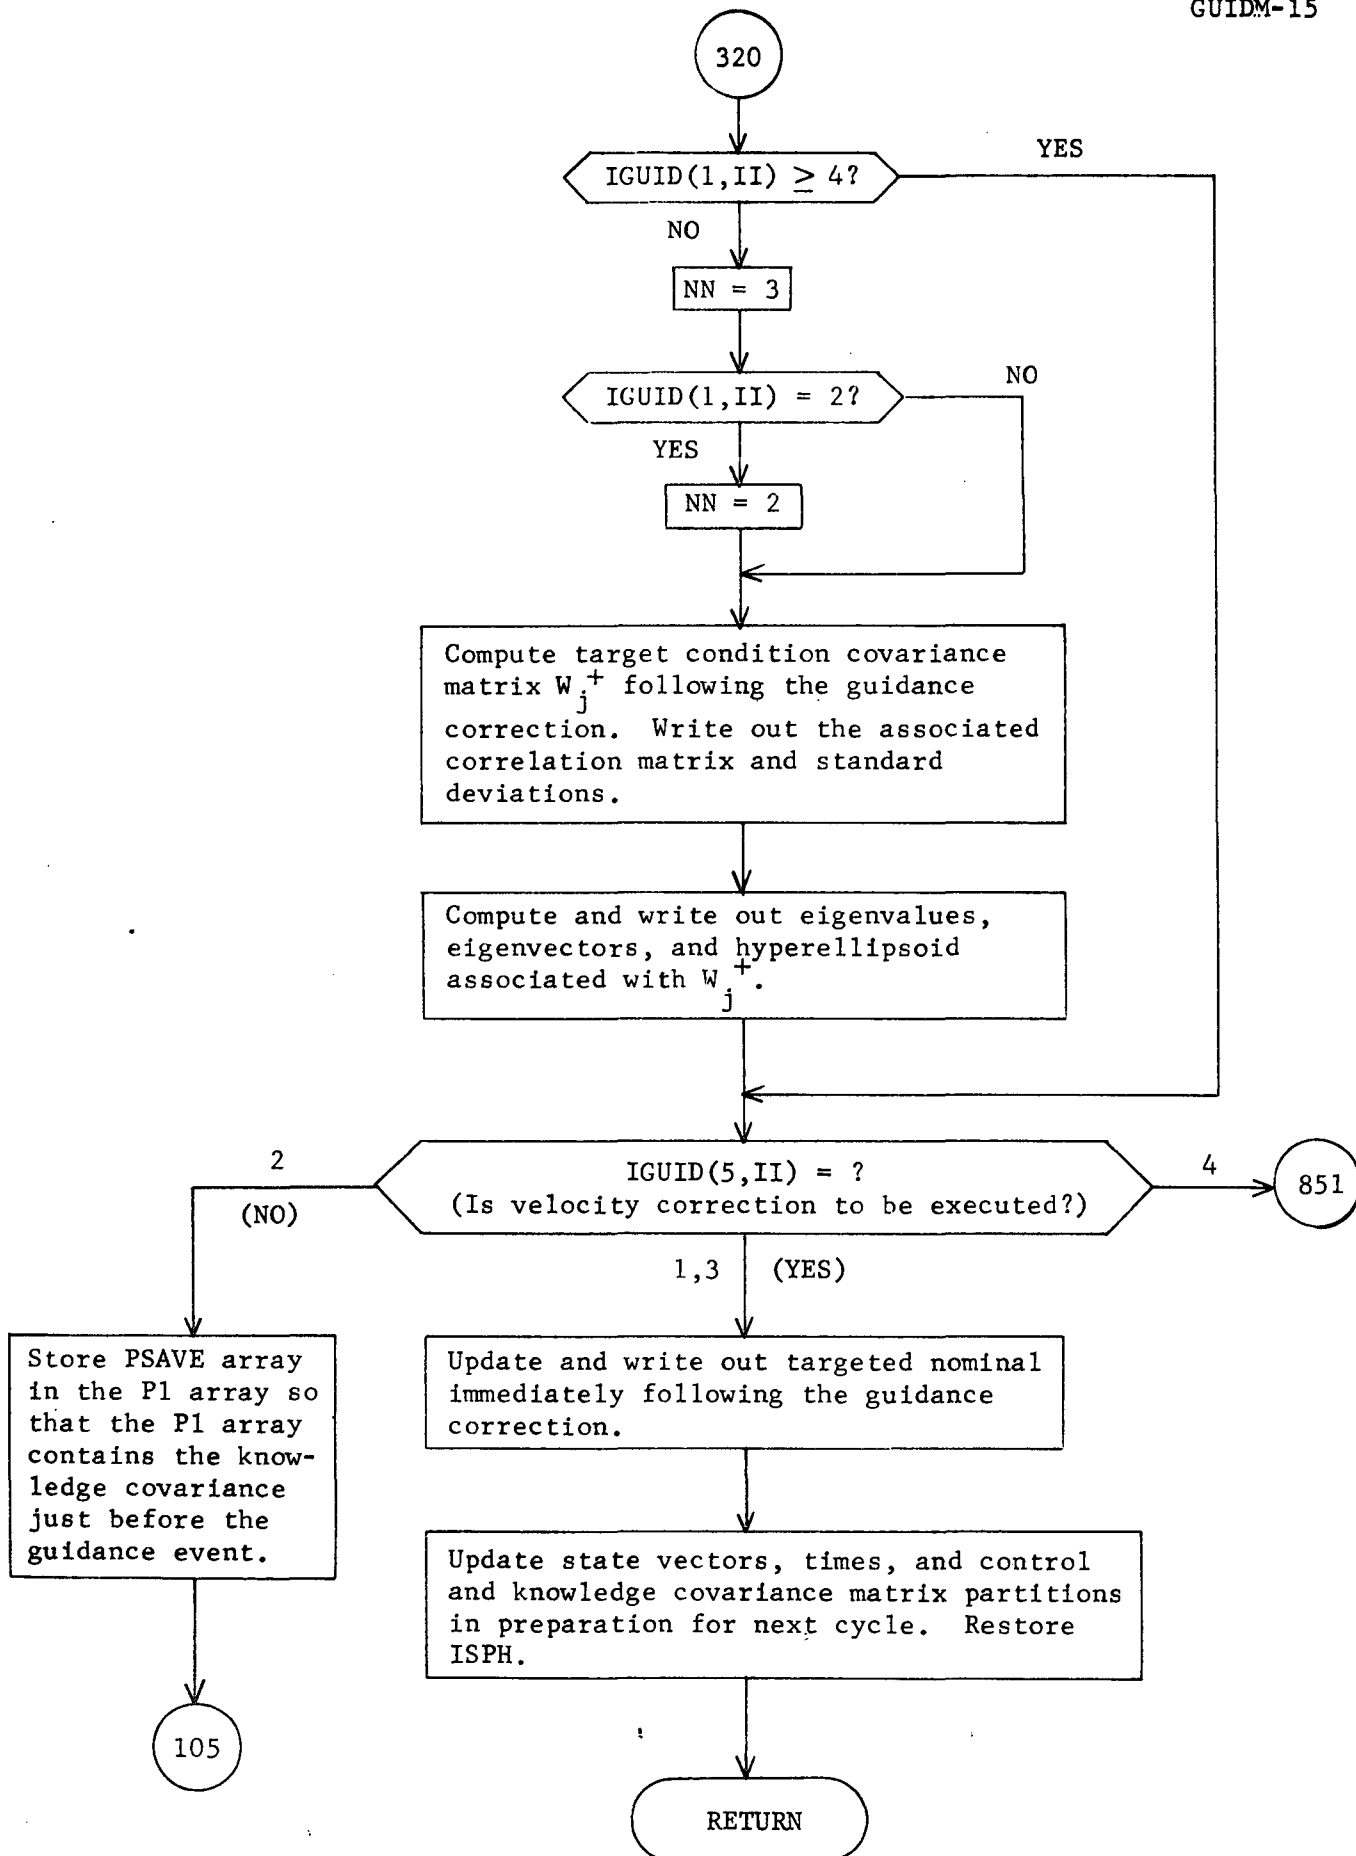 GUIDM-15
320
IGUID(1,II) ≥ 4?
YES
NO
NN = 3
IGUID(1,II) = 2?
NO
YES
NN = 2
Compute target condition covariance
matrix W_j^+ following the guidance
correction. Write out the associated
correlation matrix and standard
deviations.
Compute and write out eigenvalues,
eigenvectors, and hyperellipsoid
associated with W_j^+.
IGUID(5,II) = ?
(Is velocity correction to be executed?)
2
(NO)
4
851
1,3 (YES)
Store PSAVE array
in the P1 array so
that the P1 array
contains the know-
ledge covariance
just before the
guidance event.
105
Update and write out targeted nominal
immediately following the guidance
correction.
Update state vectors, times, and control
and knowledge covariance matrix partitions
in preparation for next cycle. Restore
ISPH.
RETURN